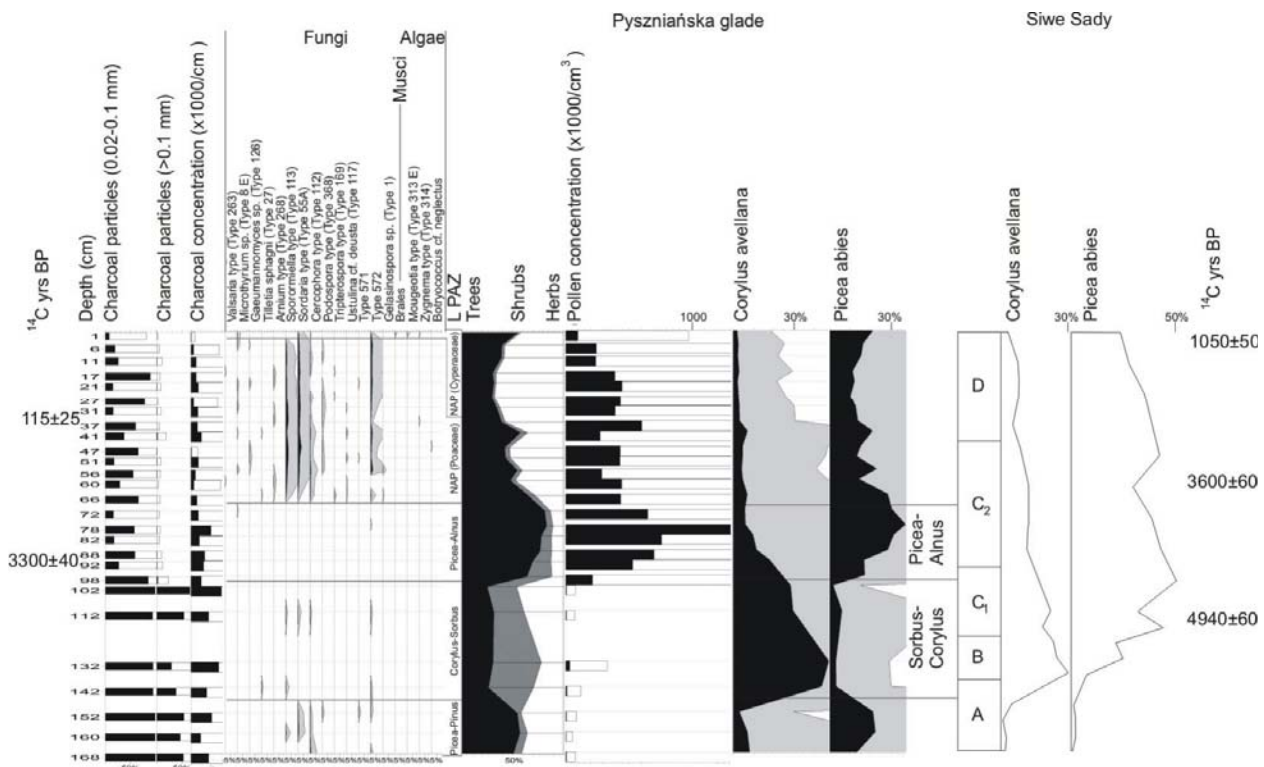 Pyszniańska glade
Siwe Sady
Fungi
Algae
Musci
¹⁴C yrs BP
Depth (cm)
Charcoal particles (0.02-0.1 mm)
Charcoal particles (>0.1 mm)
Charcoal concentration (x1000/cm)
Valsaria type (Type 263)
Microthyrium sp. (Type 8 E)
Gaeumannomyces sp. (Type 126)
Tilletia sphagni (Type 27)
Arnium type (Type 268)
Sporormiella type (Type 113)
Sordaria type (Type 55A)
Cercophora type (Type 112)
Podospora type (Type 368)
Tripterospora type (Type 169)
Ustulina cf. deusta (Type 117)
Type 571
Type 572
Gelasinospora sp. (Type 1)
Braies
Mougeotia type (Type 313 E)
Zygnema type (Type 314)
Botryococcus cf. neglectus
L PAZ
Trees
Shrubs
Herbs
Pollen concentration (x1000/cm³)
Corylus avellana
Picea abies
Corylus avellana
Picea abies
¹⁴C yrs BP
1000
30%
30%
30%
50%
1
6
11
17
21
27
31
37
41
47
51
56
60
66
72
78
82
88
92
98
102
112
132
142
152
160
168
115±25
3300±40
NAP (Cyperaceae)
NAP (Poaceae)
Picea-Alnus
Corylus-Sorbus
Picea-Pinus
50%
Picea-
Alnus
Sorbus-
Corylus
D
C₂
C₁
B
A
1050±50
3600±60
4940±60